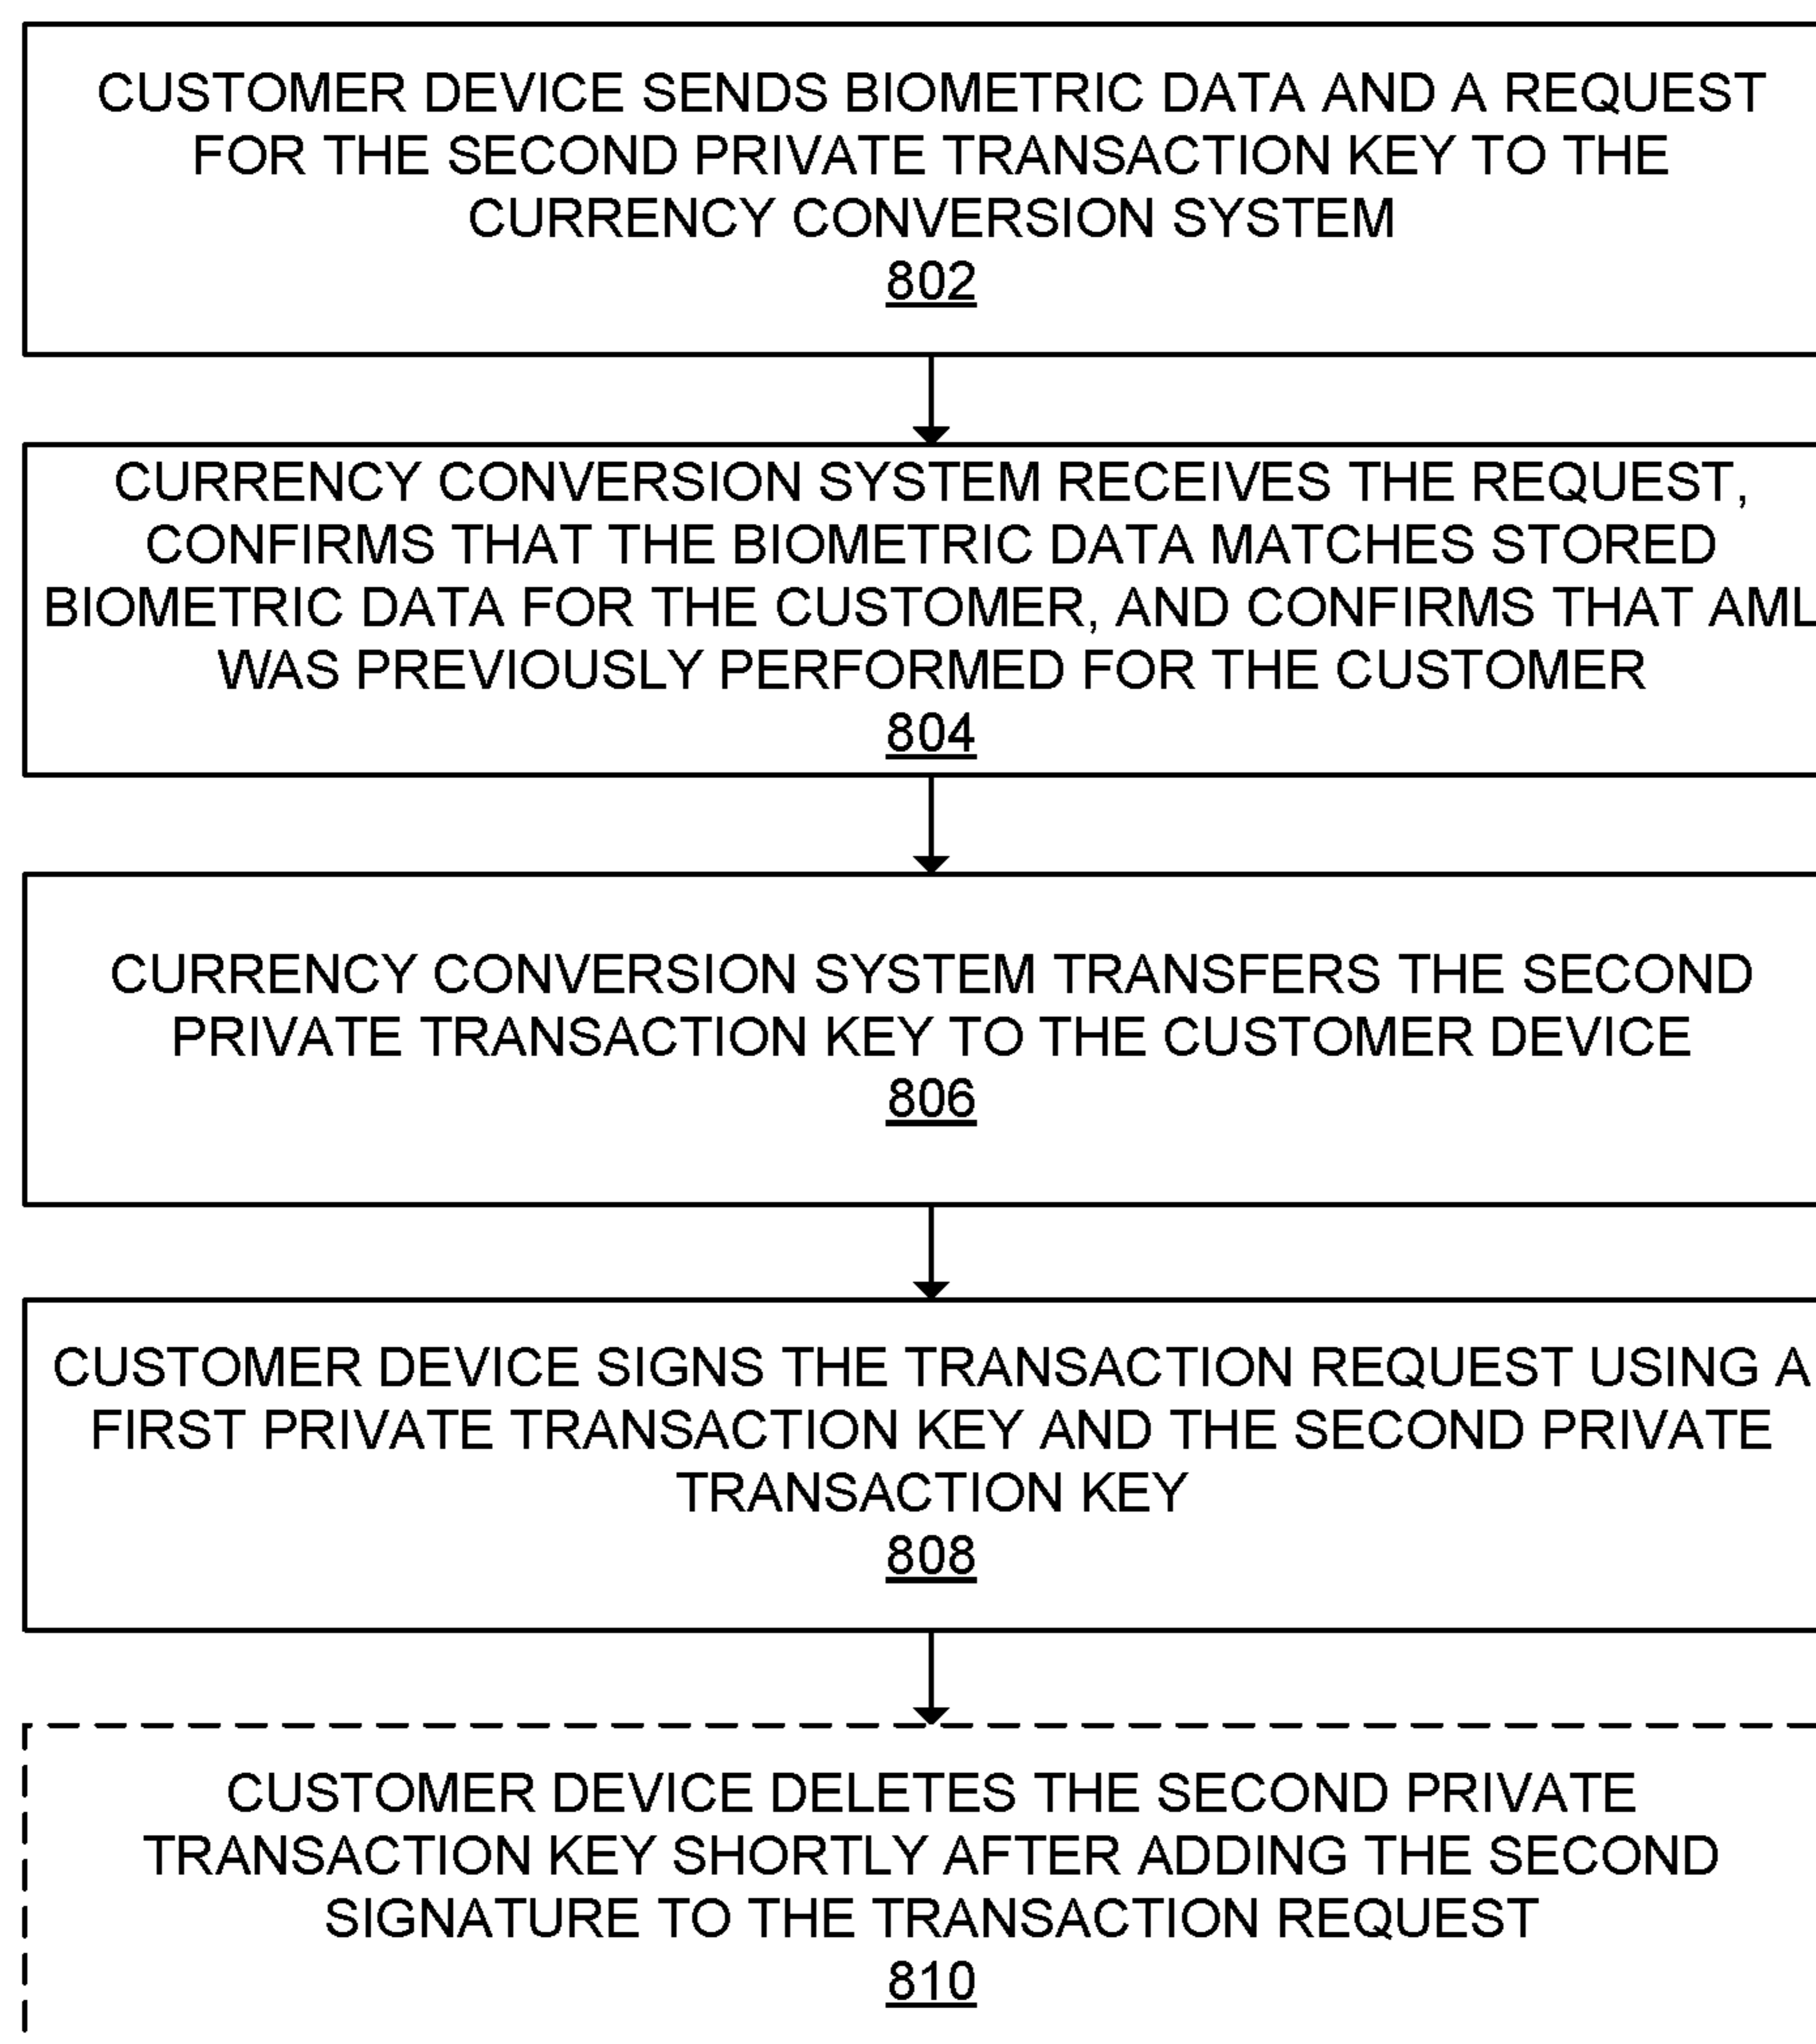 CUSTOMER DEVICE SENDS BIOMETRIC DATA AND A REQUEST
FOR THE SECOND PRIVATE TRANSACTION KEY TO THE
CURRENCY CONVERSION SYSTEM
802
CURRENCY CONVERSION SYSTEM RECEIVES THE REQUEST,
CONFIRMS THAT THE BIOMETRIC DATA MATCHES STORED
BIOMETRIC DATA FOR THE CUSTOMER, AND CONFIRMS THAT AML
WAS PREVIOUSLY PERFORMED FOR THE CUSTOMER
804
CURRENCY CONVERSION SYSTEM TRANSFERS THE SECOND
PRIVATE TRANSACTION KEY TO THE CUSTOMER DEVICE
806
CUSTOMER DEVICE SIGNS THE TRANSACTION REQUEST USING A
FIRST PRIVATE TRANSACTION KEY AND THE SECOND PRIVATE
TRANSACTION KEY
808
CUSTOMER DEVICE DELETES THE SECOND PRIVATE
TRANSACTION KEY SHORTLY AFTER ADDING THE SECOND
SIGNATURE TO THE TRANSACTION REQUEST
810